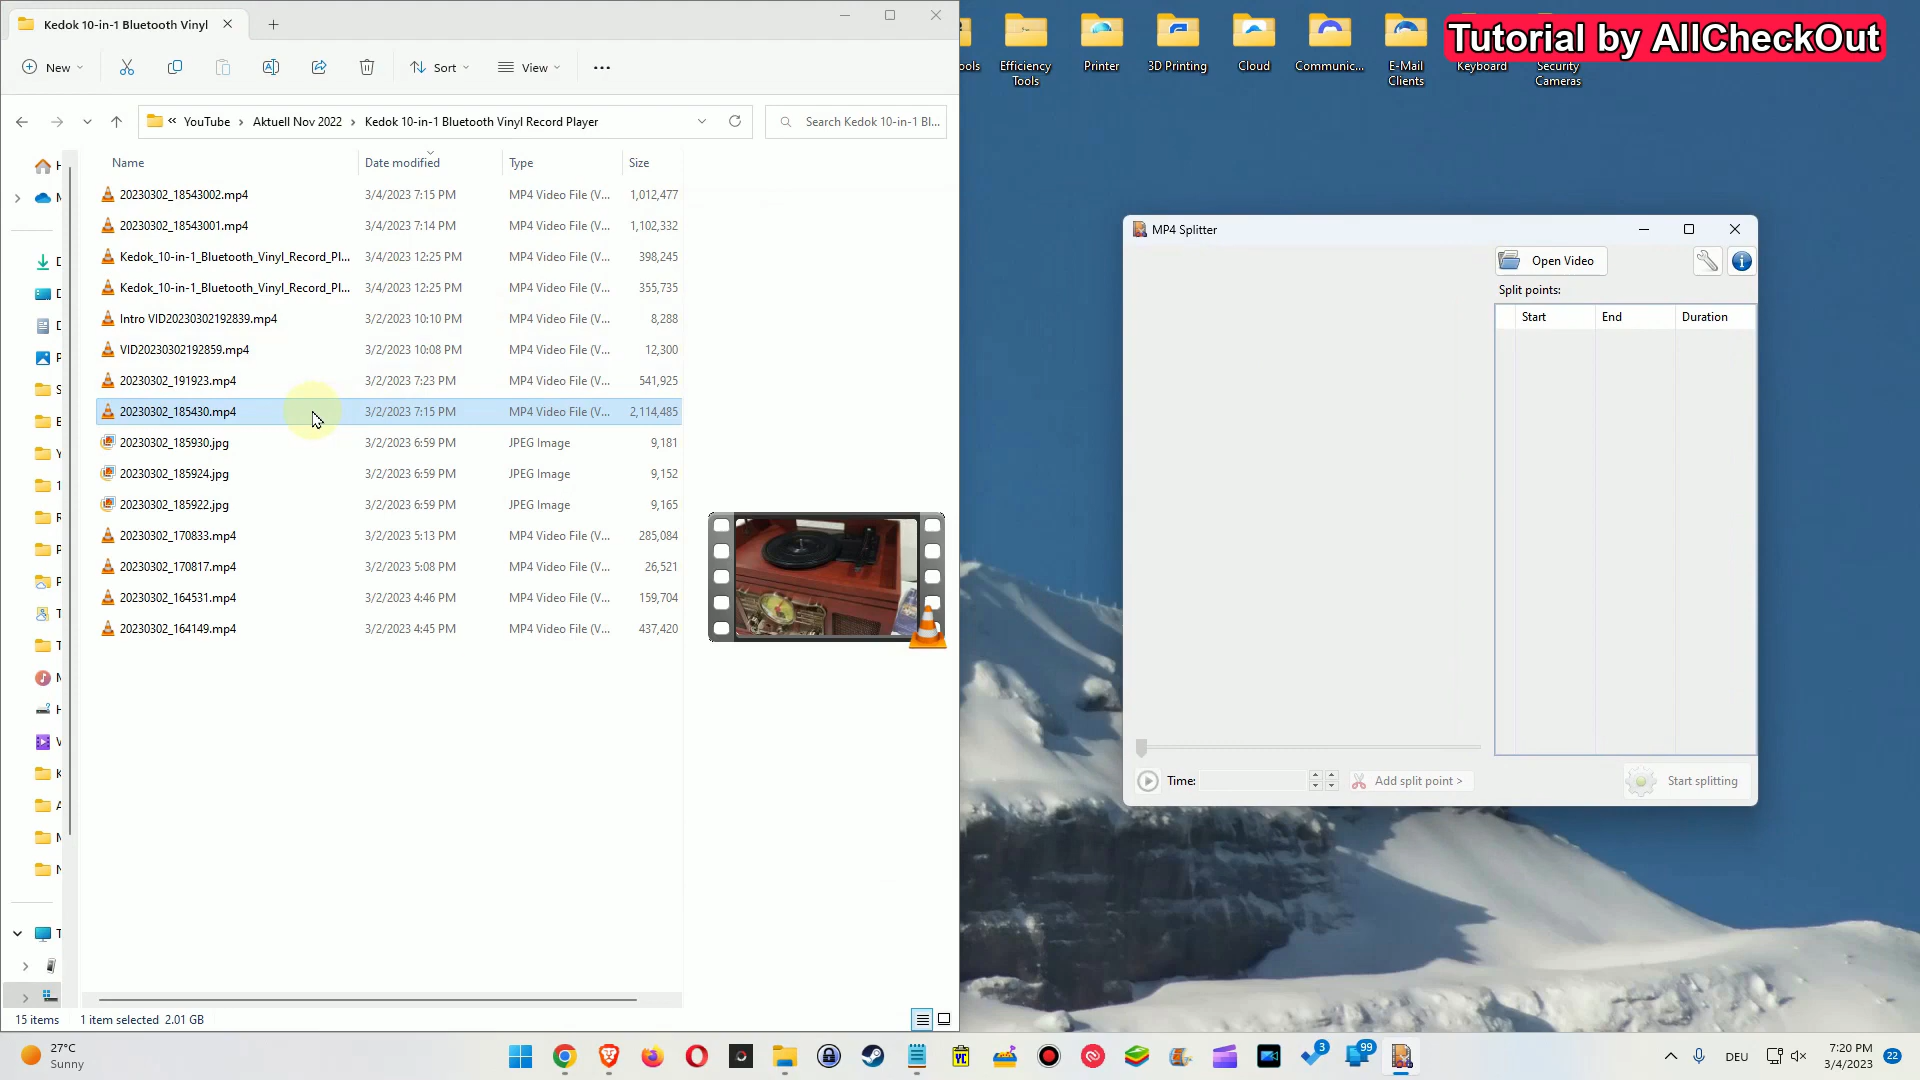 Kedok 10-in-1 Bluetooth Vinyl
New
Sort
View
YouTube > Aktuell Nov 2022 > Kedok 10-in-1 Bluetooth Vinyl Record Player
Search Kedok 10-in-1 Bl...
Name Date modified Type Size
20230302_18543002.mp4 3/4/2023 7:15 PM MP4 Video File (V... 1,012,477
20230302_18543001.mp4 3/4/2023 7:14 PM MP4 Video File (V... 1,102,332
Kedok_10-in-1_Bluetooth_Vinyl_Record_Pl... 3/4/2023 12:25 PM MP4 Video File (V... 398,245
Kedok_10-in-1_Bluetooth_Vinyl_Record_Pl... 3/4/2023 12:25 PM MP4 Video File (V... 355,735
Intro VID20230302192839.mp4 3/2/2023 10:10 PM MP4 Video File (V... 8,288
VID20230302192859.mp4 3/2/2023 10:08 PM MP4 Video File (V... 12,300
20230302_191923.mp4 3/2/2023 7:23 PM MP4 Video File (V... 541,925
20230302_185430.mp4 3/2/2023 7:15 PM MP4 Video File (V... 2,114,485
20230302_185930.jpg 3/2/2023 6:59 PM JPEG Image 9,181
20230302_185924.jpg 3/2/2023 6:59 PM JPEG Image 9,152
20230302_185922.jpg 3/2/2023 6:59 PM JPEG Image 9,165
20230302_170833.mp4 3/2/2023 5:13 PM MP4 Video File (V... 285,084
20230302_170817.mp4 3/2/2023 5:08 PM MP4 Video File (V... 26,521
20230302_164531.mp4 3/2/2023 4:46 PM MP4 Video File (V... 159,704
20230302_164149.mp4 3/2/2023 4:45 PM MP4 Video File (V... 437,420
15 items 1 item selected 2.01 GB
Tutorial by AllCheckOut
Efficiency Tools
Printer
3D Printing
Cloud
Communic...
E-Mail Clients
Keyboard
Security Cameras
MP4 Splitter
Open Video
Split points:
Start End Duration
Time:
Add split point >
Start splitting
27°C
Sunny
YC
3
99
DEU
7:20 PM
3/4/2023
22